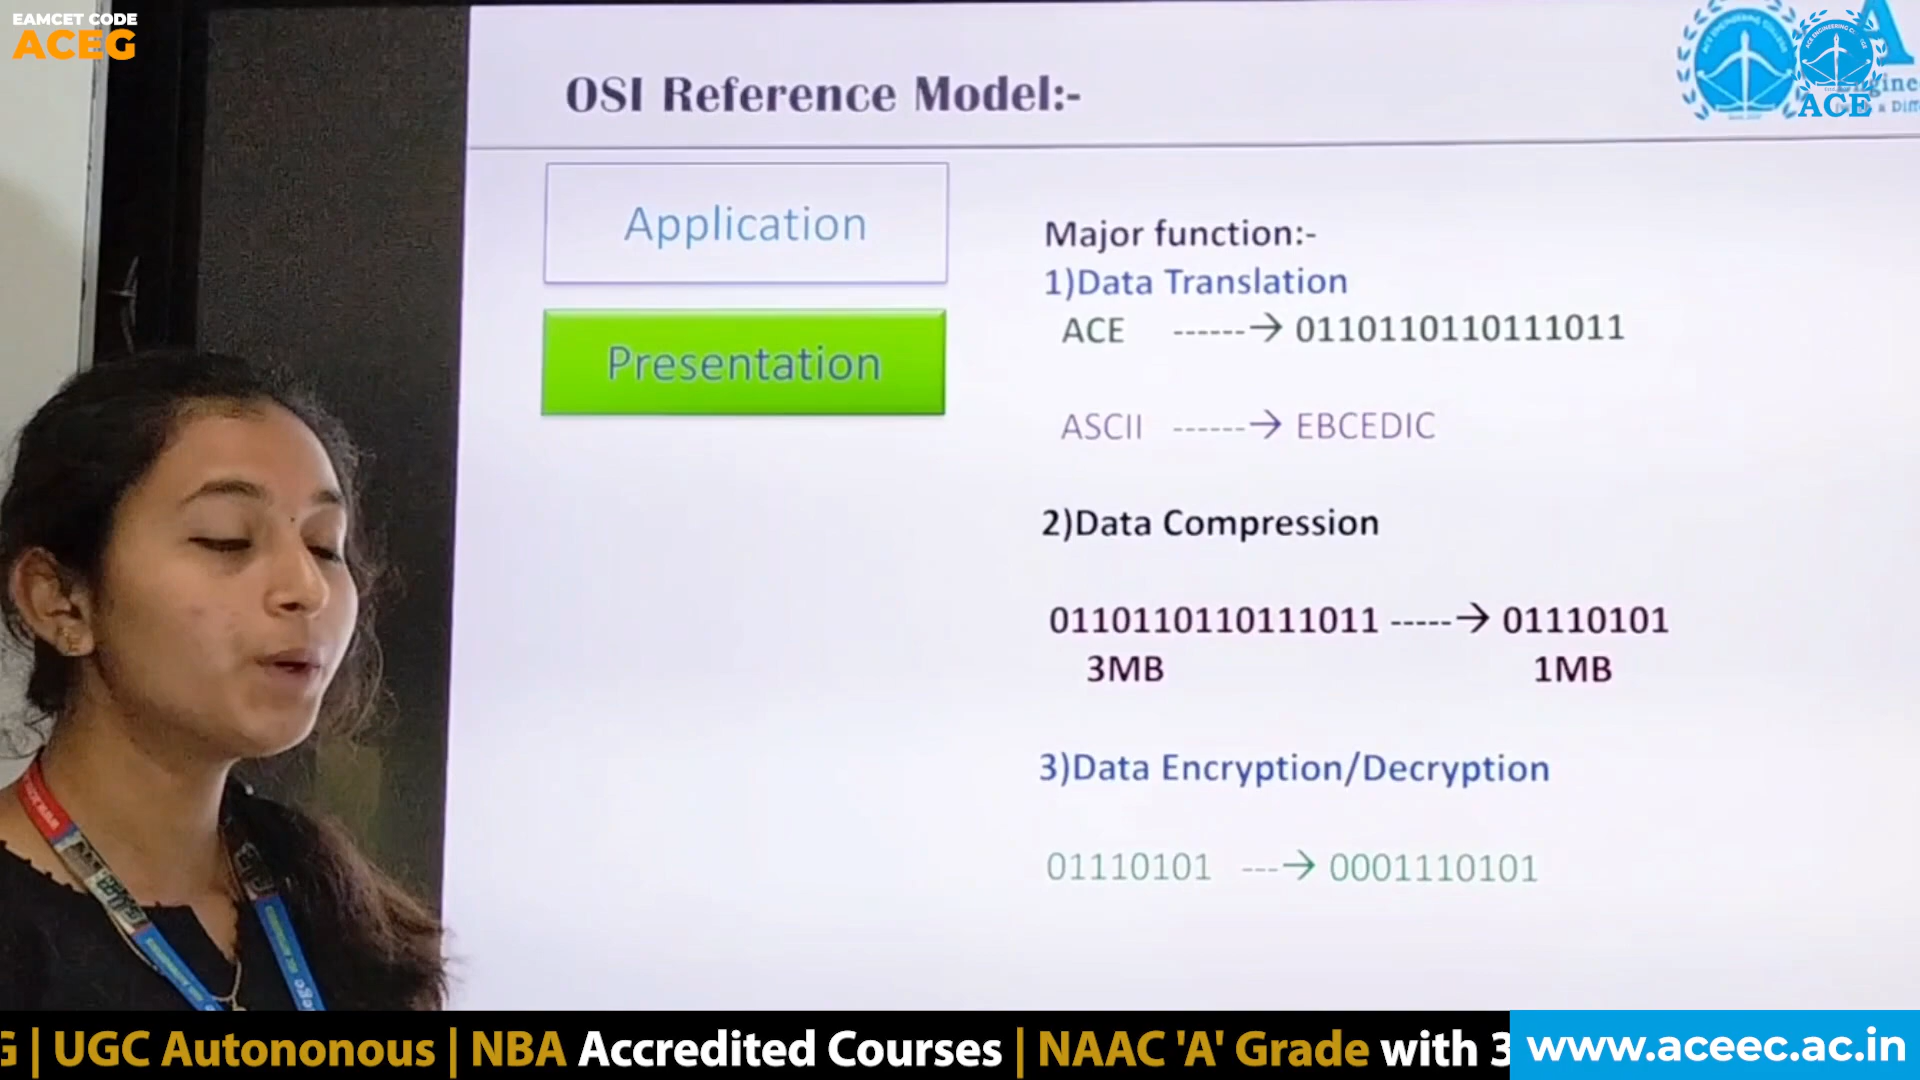 EAMCET CODE
ACEG
OSI Reference Model:-
ACE
Application
Presentation
Major function:-
1)Data Translation
ACE ------→ 0110110110111011
ASCII ------→ EBCEDIC
2)Data Compression
0110110110111011 -----→ 01110101
3MB 1MB
3)Data Encryption/Decryption
01110101 ---→ 0001110101
G | UGC Autononous | NBA Accredited Courses | NAAC 'A' Grade with 3
www.aceec.ac.in